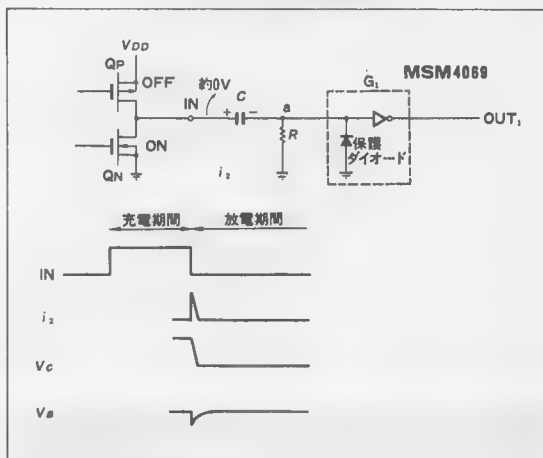 VDD
QP
OFF
G₁
MSM4069
IN
約0V
+ C −
a
OUT₁
R
保護
ダイオード
ON
QN
i₂
充電期間
放電期間
IN
i₂
Vc
Va